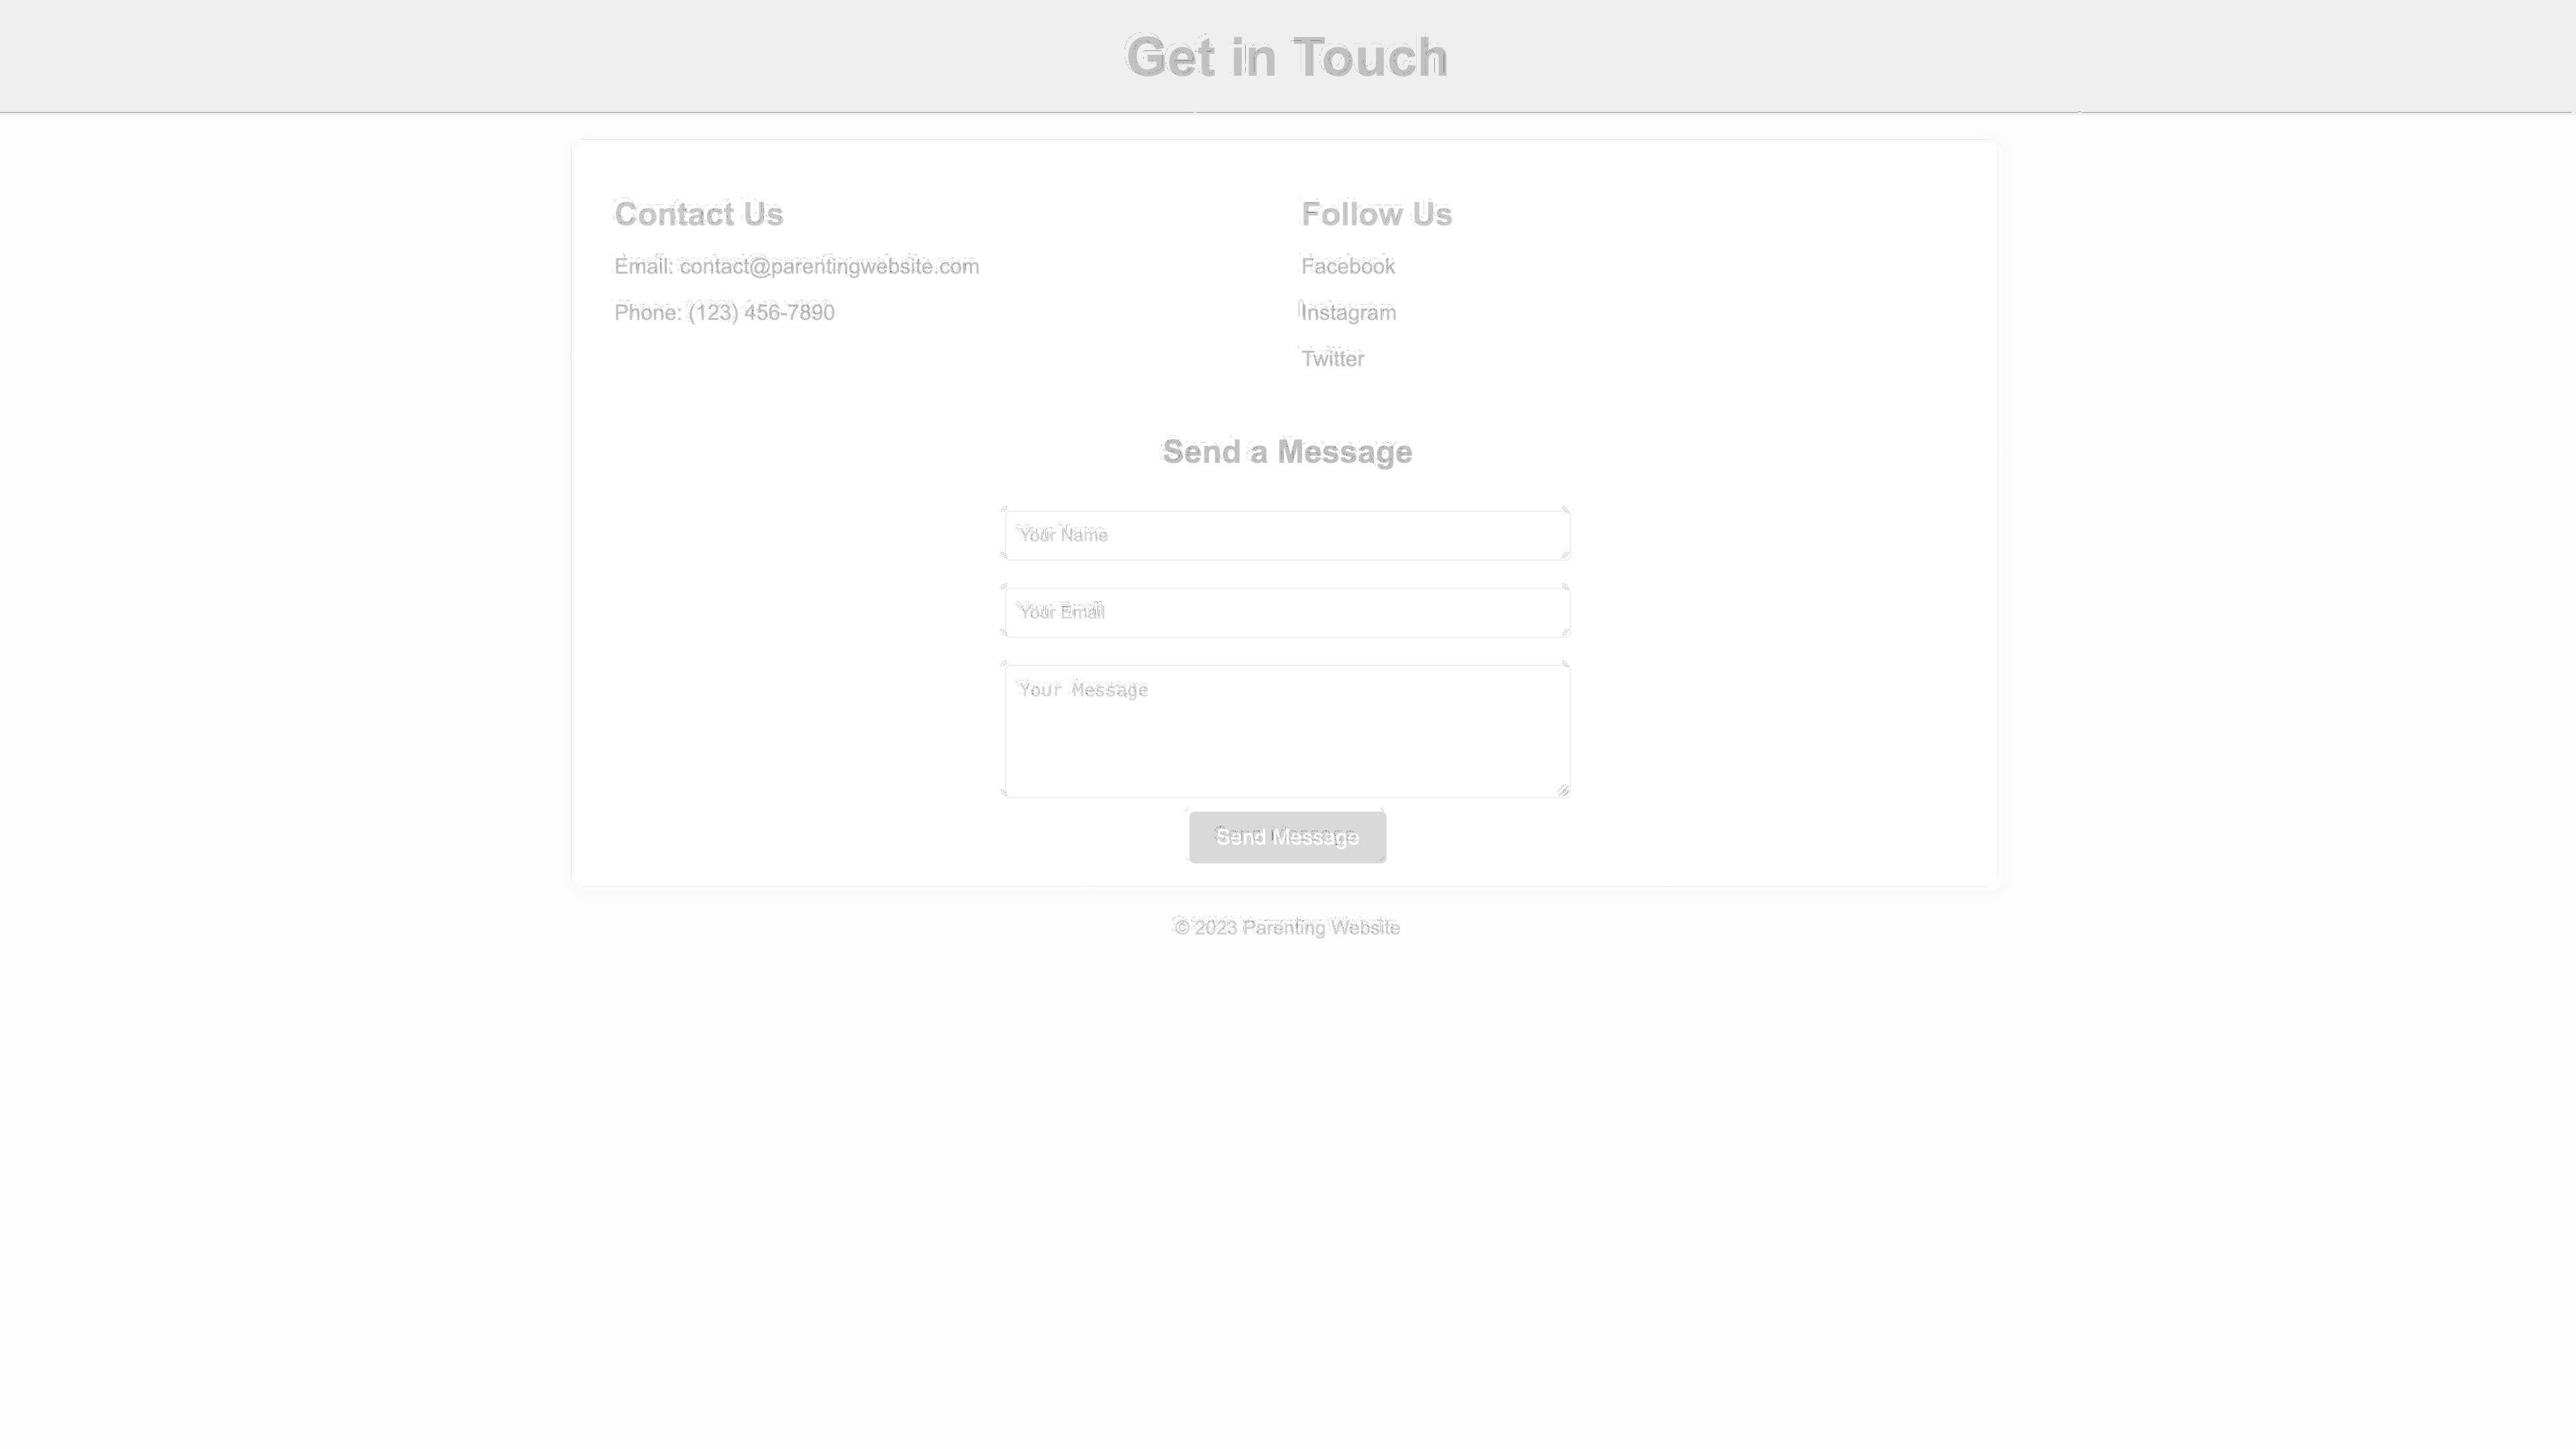 Get in Touch
Contact Us
Email: contact@parentingwebsite.com
Phone: (123) 456-7890
Follow Us
Facebook
Instagram
Twitter
Send a Message
Your Name
Your Email
Your Message
Send Message
© 2023 Parenting Website